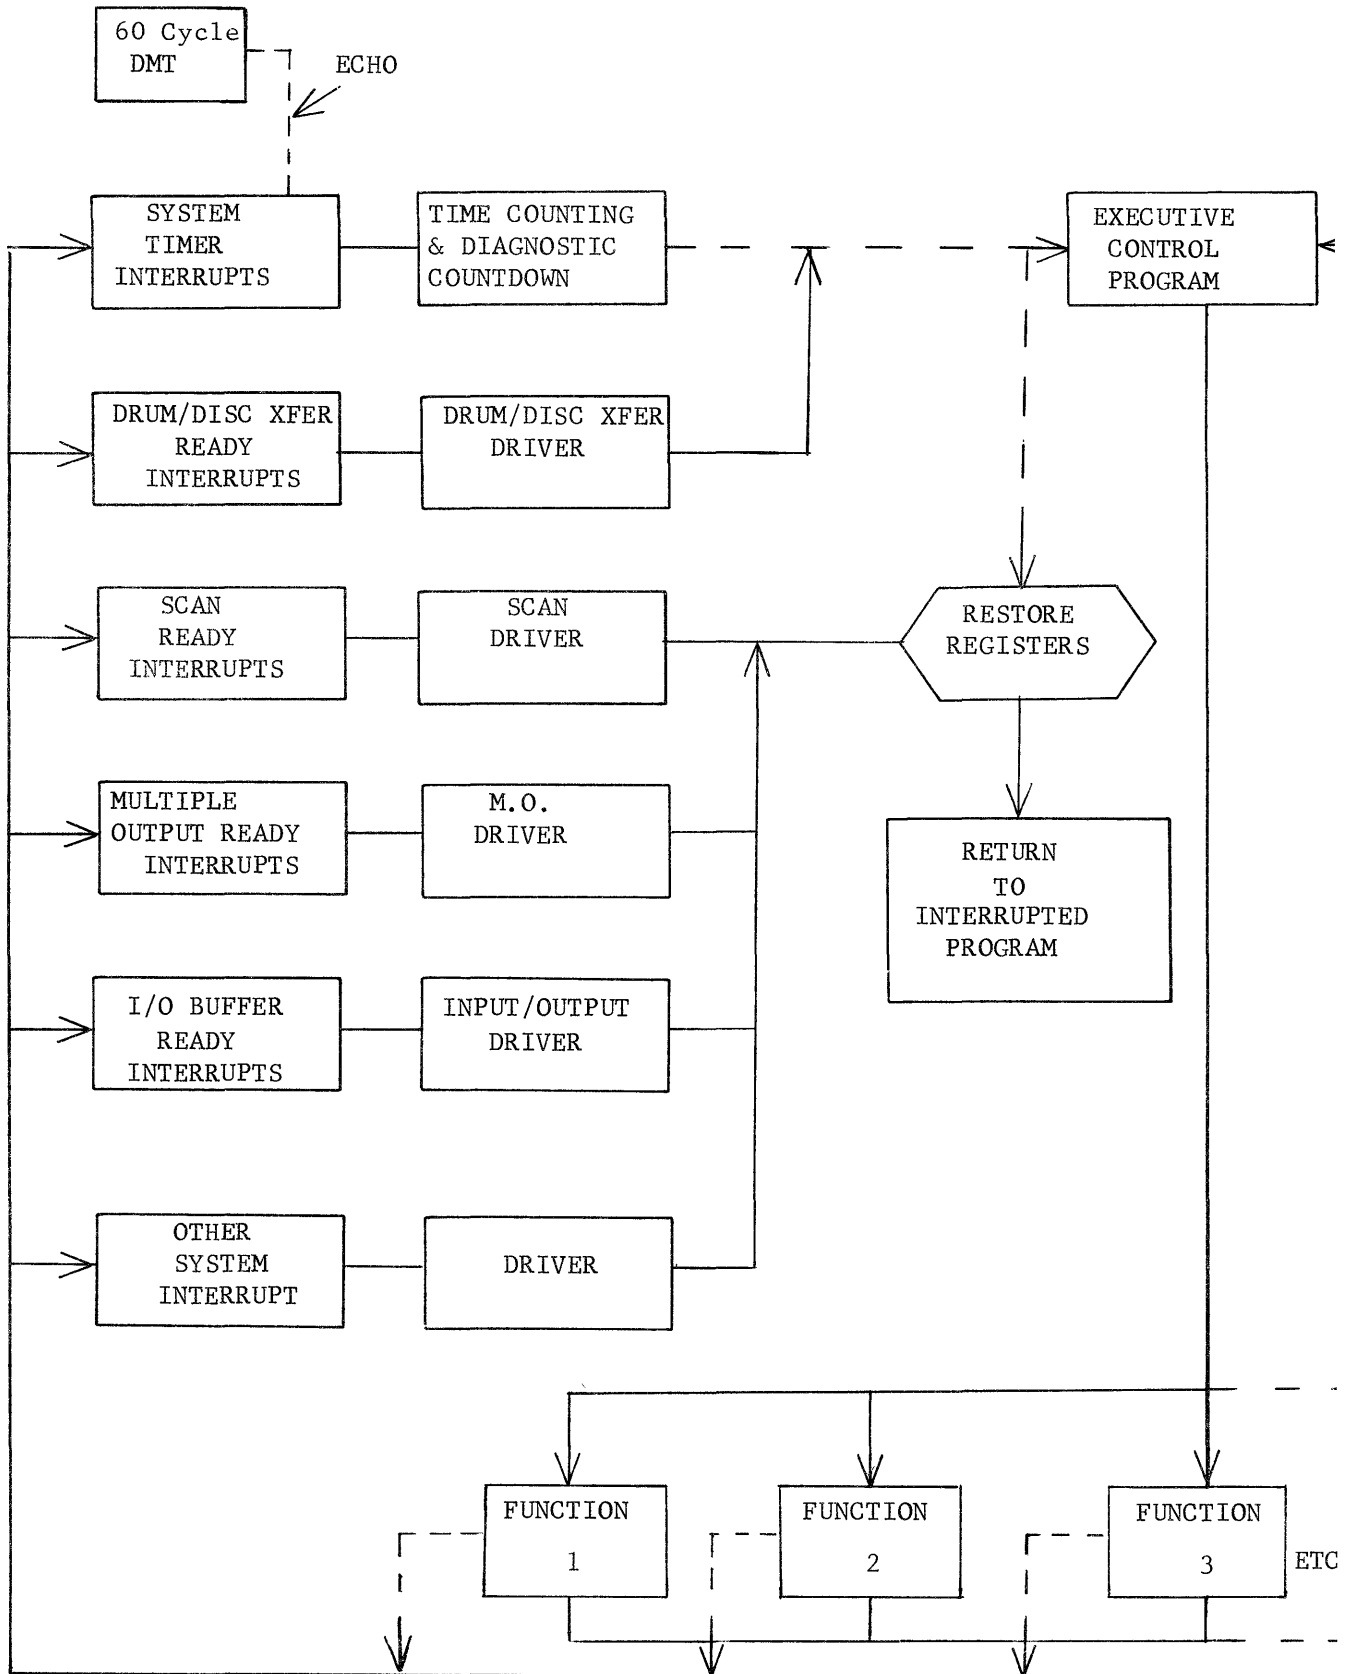 60 Cycle
DMT
ECHO
SYSTEM
TIMER
INTERRUPTS
TIME COUNTING
& DIAGNOSTIC
COUNTDOWN
EXECUTIVE
CONTROL
PROGRAM
DRUM/DISC XFER
READY
INTERRUPTS
DRUM/DISC XFER
DRIVER
SCAN
READY
INTERRUPTS
SCAN
DRIVER
RESTORE
REGISTERS
MULTIPLE
OUTPUT READY
INTERRUPTS
M.O.
DRIVER
RETURN
TO
INTERRUPTED
PROGRAM
I/O BUFFER
READY
INTERRUPTS
INPUT/OUTPUT
DRIVER
OTHER
SYSTEM
INTERRUPT
DRIVER
FUNCTION
1
FUNCTION
2
FUNCTION
3
ETC